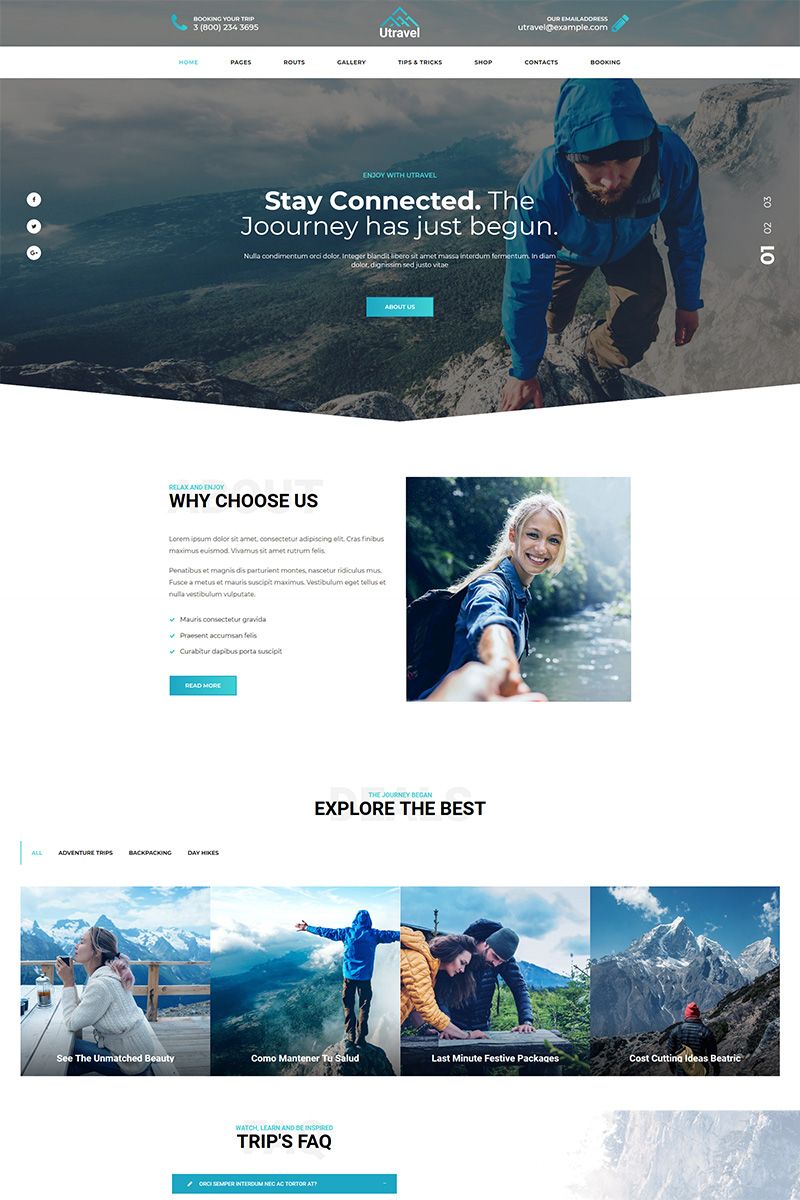 BOOKING YOUR TRIP
3 (800) 234 3695
Utravel
OUR EMAILADDRESS
utravel@example.com
HOME PAGES ROUTS GALLERY TIPS & TRICKS SHOP CONTACTS BOOKING
ENJOY WITH UTRAVEL
Stay Connected. The
Joourney has just begun.
Nulla condimentum orci dolor. Integer blandit libero sit amet massa interdum fermentum. In diam
dolor, dignissim sed justo vitae
ABOUT US
03
02
01
ABOUT
RELAX AND ENJOY
WHY CHOOSE US
Lorem ipsum dolor sit amet, consectetur adipiscing elit. Cras finibus
maximus euismod. Vivamus sit amet rutrum felis.
Penatibus et magnis dis parturient montes, nascetur ridiculus mus.
Fusce a metus et mauris suscipit maximus. Vestibulum eget tellus et
nulla vestibulum vulputate.
Mauris consectetur gravida
Praesent accumsan felis
Curabitur dapibus porta suscipit
READ MORE
DEALS
THE JOURNEY BEGAN
EXPLORE THE BEST
ALL ADVENTURE TRIPS BACKPACKING DAY HIKES
See The Unmatched Beauty
Como Mantener Tu Salud
Last Minute Festive Packages
Cost Cutting Ideas Beatric
FAQ
WATCH, LEARN AND BE INSPIRED
TRIP'S FAQ
ORCI SEMPER INTERDUM NEC AC TORTOR AT?